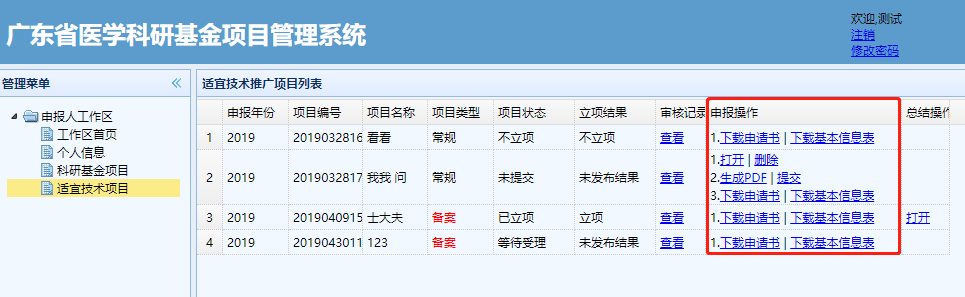 广东省医学科研基金项目管理系统
欢迎,测试
注销
修改密码
管理菜单
申报人工作区
工作区首页
个人信息
科研基金项目
适宜技术项目
适宜技术推广项目列表
申报年份 项目编号 项目名称 项目类型 项目状态 立项结果 审核记录 申报操作 总结操作
1 2019 2019032816 看看 常规 不立项 不立项 查看 1.下载申请书 | 下载基本信息表
2 2019 2019032817 我我 问 常规 未提交 未发布结果 查看 1.打开 | 删除
2.生成PDF | 提交
3.下载申请书 | 下载基本信息表
3 2019 2019040915 士大夫 备案 已立项 立项 查看 1.下载申请书 | 下载基本信息表 打开
4 2019 2019043011 123 备案 等待受理 未发布结果 查看 1.下载申请书 | 下载基本信息表